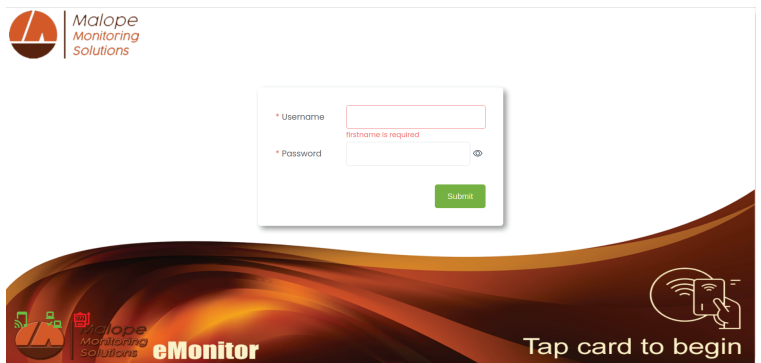 Malope
Monitoring
Solutions
* Username
firstname is required
* Password
Submit
Malope
Monitoring
Solutions
eMonitor
Tap card to begin